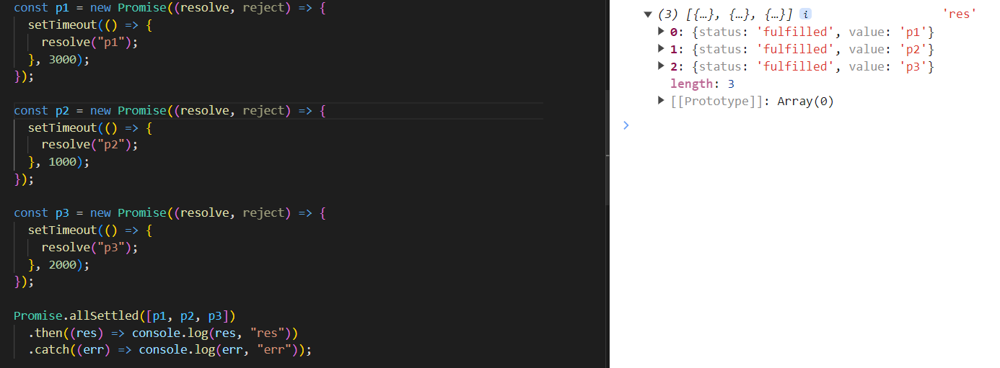 const p1 = new Promise((resolve, reject) => {
  setTimeout(() => {
    resolve("p1");
  }, 3000);
});

const p2 = new Promise((resolve, reject) => {
  setTimeout(() => {
    resolve("p2");
  }, 1000);
});

const p3 = new Promise((resolve, reject) => {
  setTimeout(() => {
    resolve("p3");
  }, 2000);
});

Promise.allSettled([p1, p2, p3])
  .then((res) => console.log(res, "res"))
  .catch((err) => console.log(err, "err"));

(3) [{…}, {…}, {…}] i 'res'
0: {status: 'fulfilled', value: 'p1'}
1: {status: 'fulfilled', value: 'p2'}
2: {status: 'fulfilled', value: 'p3'}
length: 3
[[Prototype]]: Array(0)